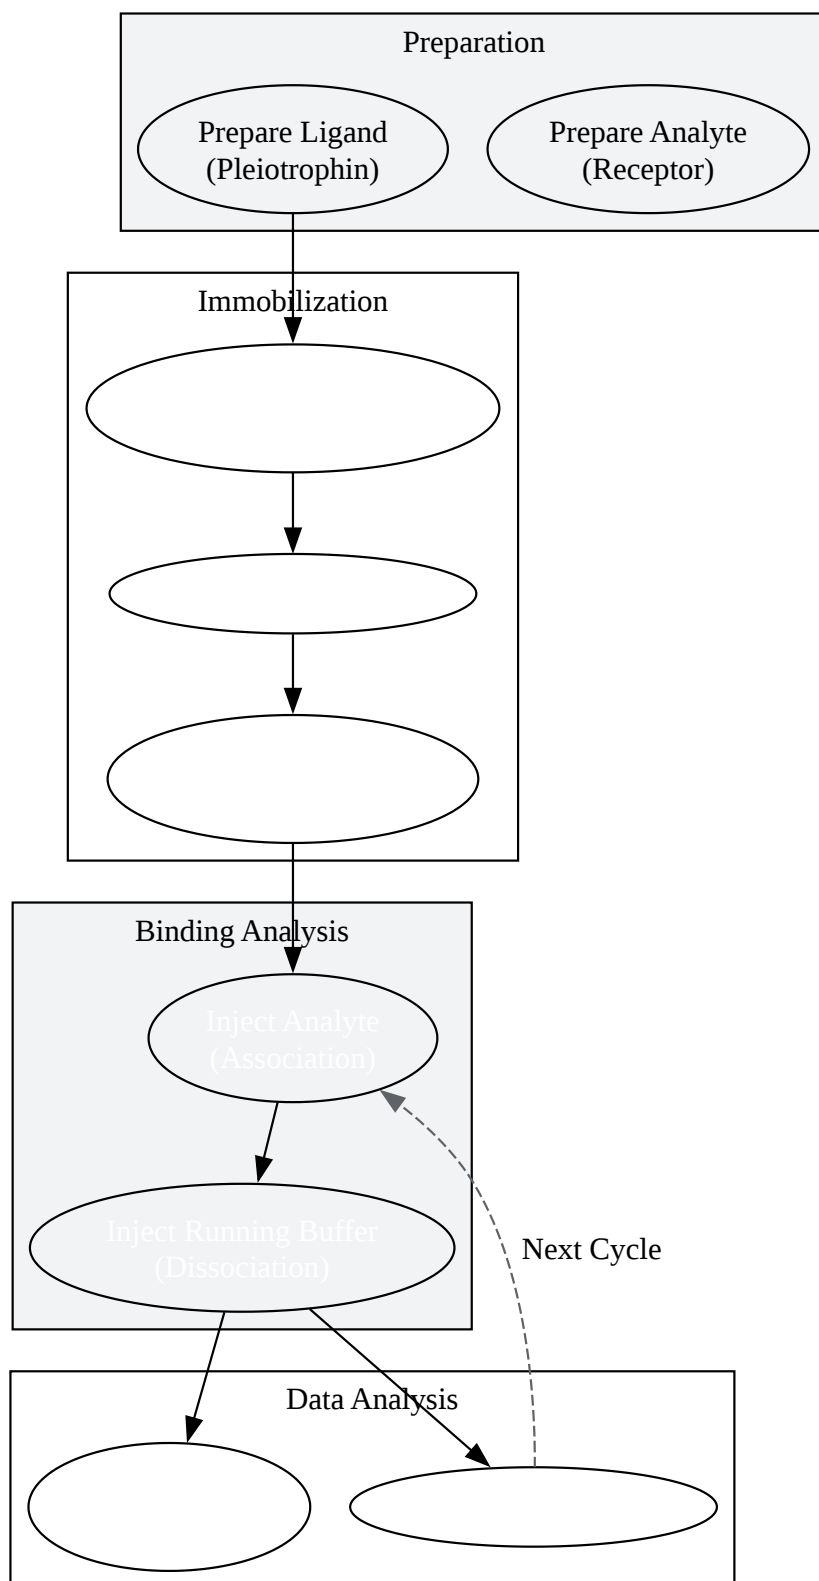 Preparation
Prepare Ligand
(Pleiotrophin)
Prepare Analyte
(Receptor)
Immobilization
Binding Analysis
Inject Analyte
(Association)
Inject Running Buffer
(Dissociation)
Next Cycle
Data Analysis